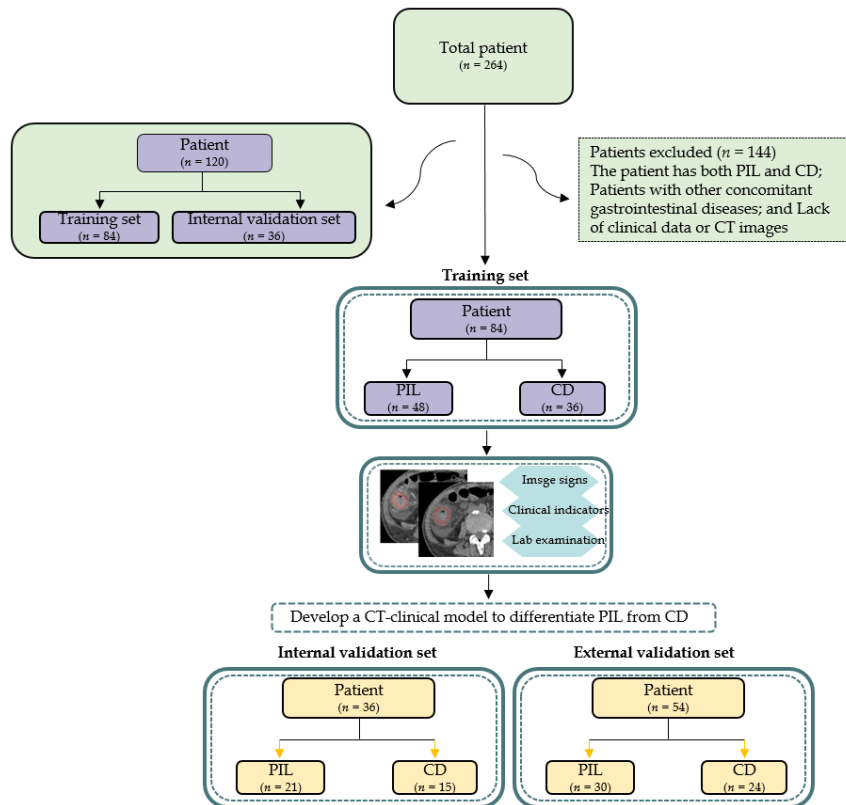 Total patient
(n = 264)
Patient
(n = 120)
Training set
(n = 84)
Internal validation set
(n = 36)
Patients excluded (n = 144)
The patient has both PIL and CD;
Patients with other concomitant
gastrointestinal diseases; and Lack
of clinical data or CT images
Training set
Patient
(n = 84)
PIL
(n = 48)
CD
(n = 36)
Imsge signs
Clinical indicators
Lab examination
Develop a CT-clinical model to differentiate PIL from CD
Internal validation set
Patient
(n = 36)
PIL
(n = 21)
CD
(n = 15)
External validation set
Patient
(n = 54)
PIL
(n = 30)
CD
(n = 24)